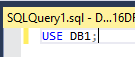 SQLQuery1.sql - D...16DF
USE DB1;